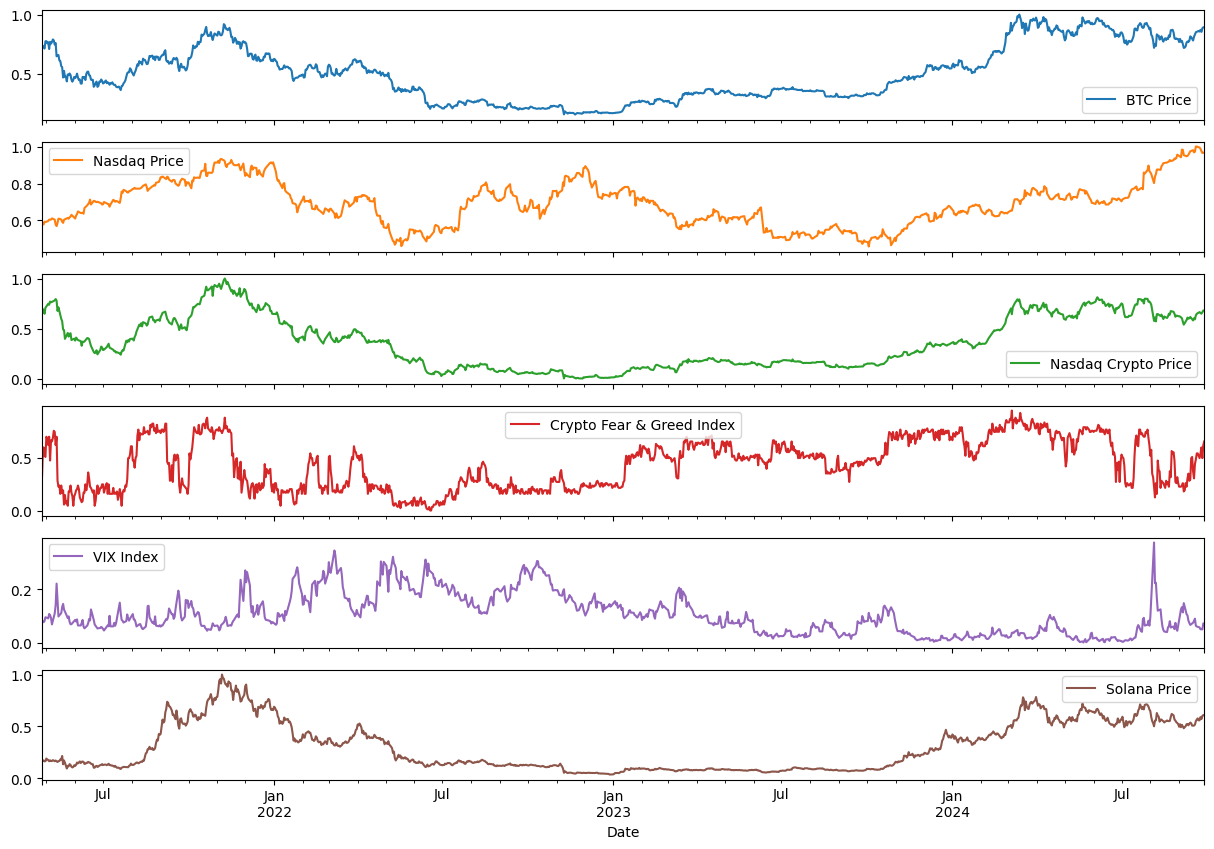 1.0
0.5
BTC Price
1.0
0.8
0.6
Nasdaq Price
1.0
0.5
0.0
Nasdaq Crypto Price
0.5
0.0
Crypto Fear & Greed Index
0.2
0.0
VIX Index
1.0
0.5
0.0
Solana Price
Jul Jan Jul Jan Jul Jan Jul
2022 2023 2024
Date